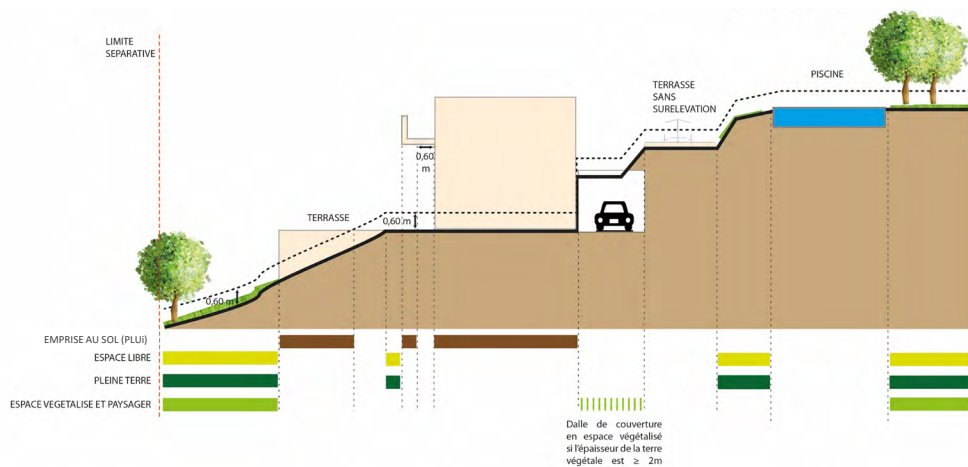 LIMITE
SEPARATIVE
PISCINE
TERRASSE
SANS
SURELEVATION
0,60
m
TERRASSE
0,60 m
0,60 m
EMPRISE AU SOL (PLUi)
ESPACE LIBRE
PLEINE TERRE
ESPACE VEGETALISE ET PAYSAGER
Dalle de couverture
en espace végétalisé
si l'épaisseur de la terre
végétale est ≥ 2m